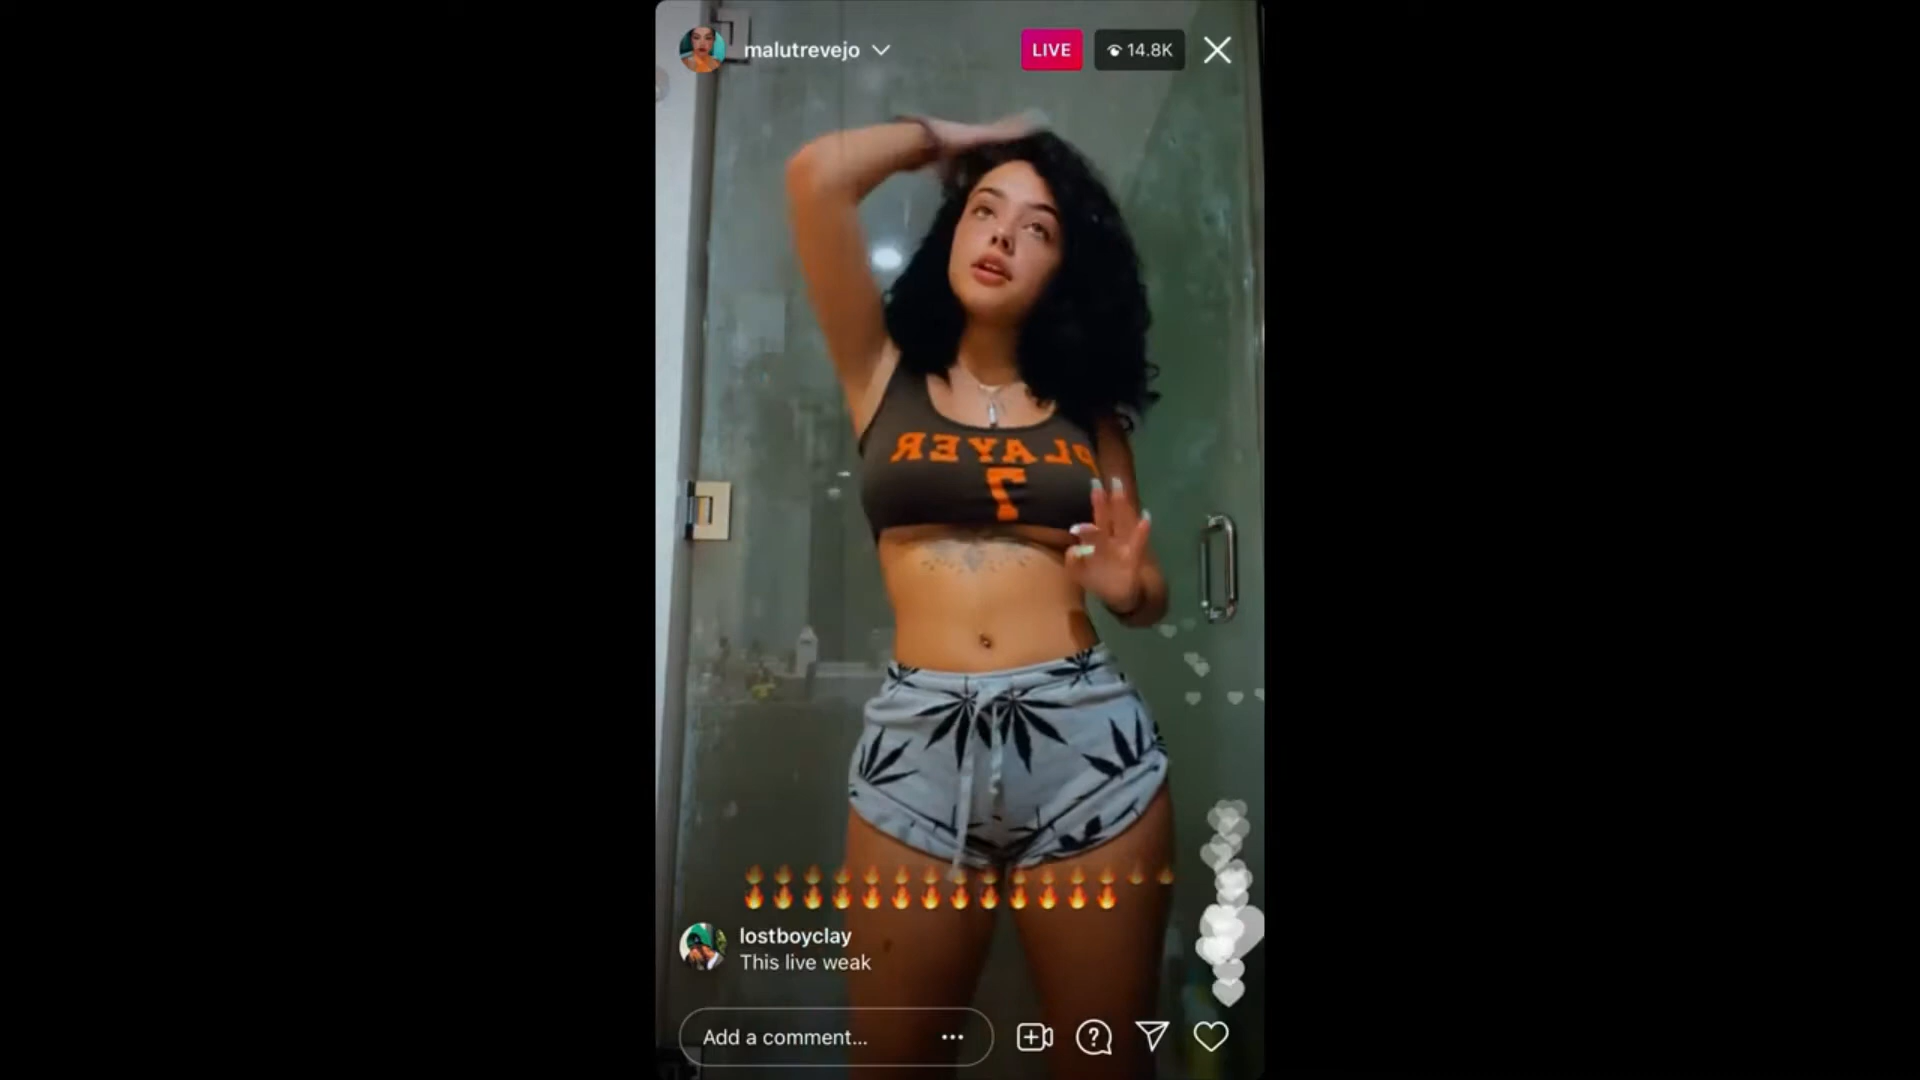 malutrevejo
LIVE
14.8K
PLAYER
7
🔥🔥🔥🔥🔥🔥🔥🔥🔥🔥🔥🔥🔥🔥🔥
🔥🔥🔥🔥🔥🔥🔥🔥🔥🔥🔥🔥🔥
lostboyclay
This live weak
Add a comment...